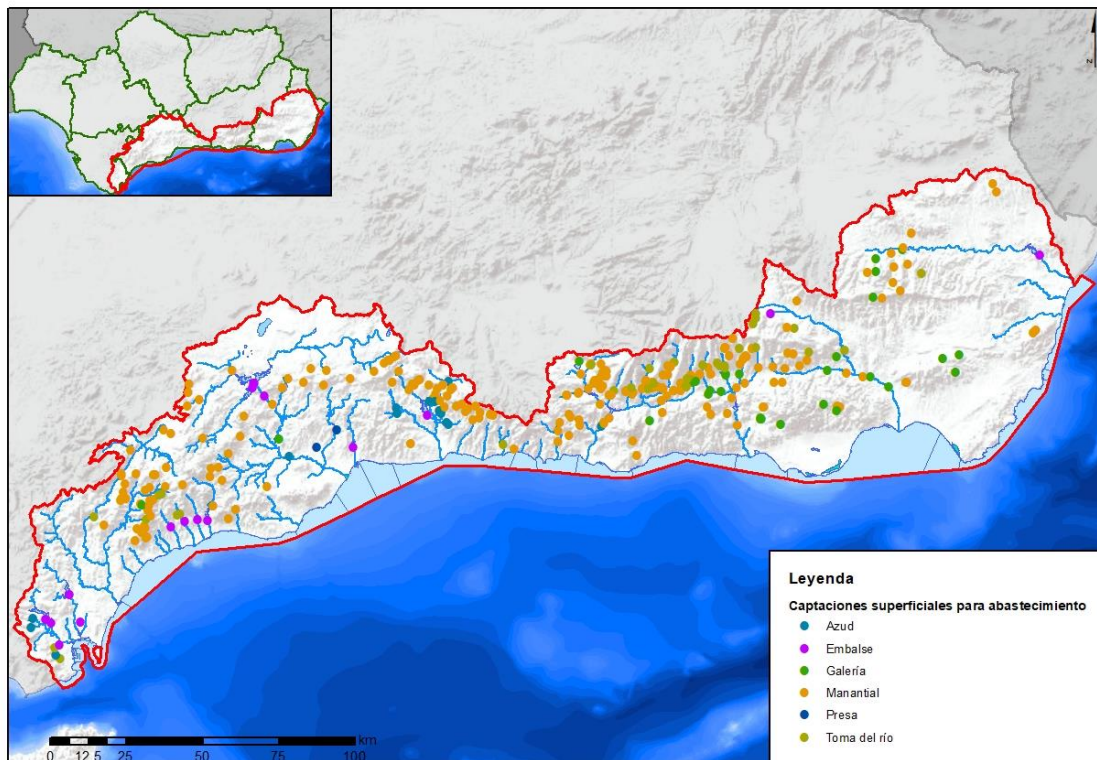 N
Leyenda
Captaciones superficiales para abastecimiento
Azud
Embalse
Galería
Manantial
Presa
Toma del río
km
0 12,5 25 50 75 100